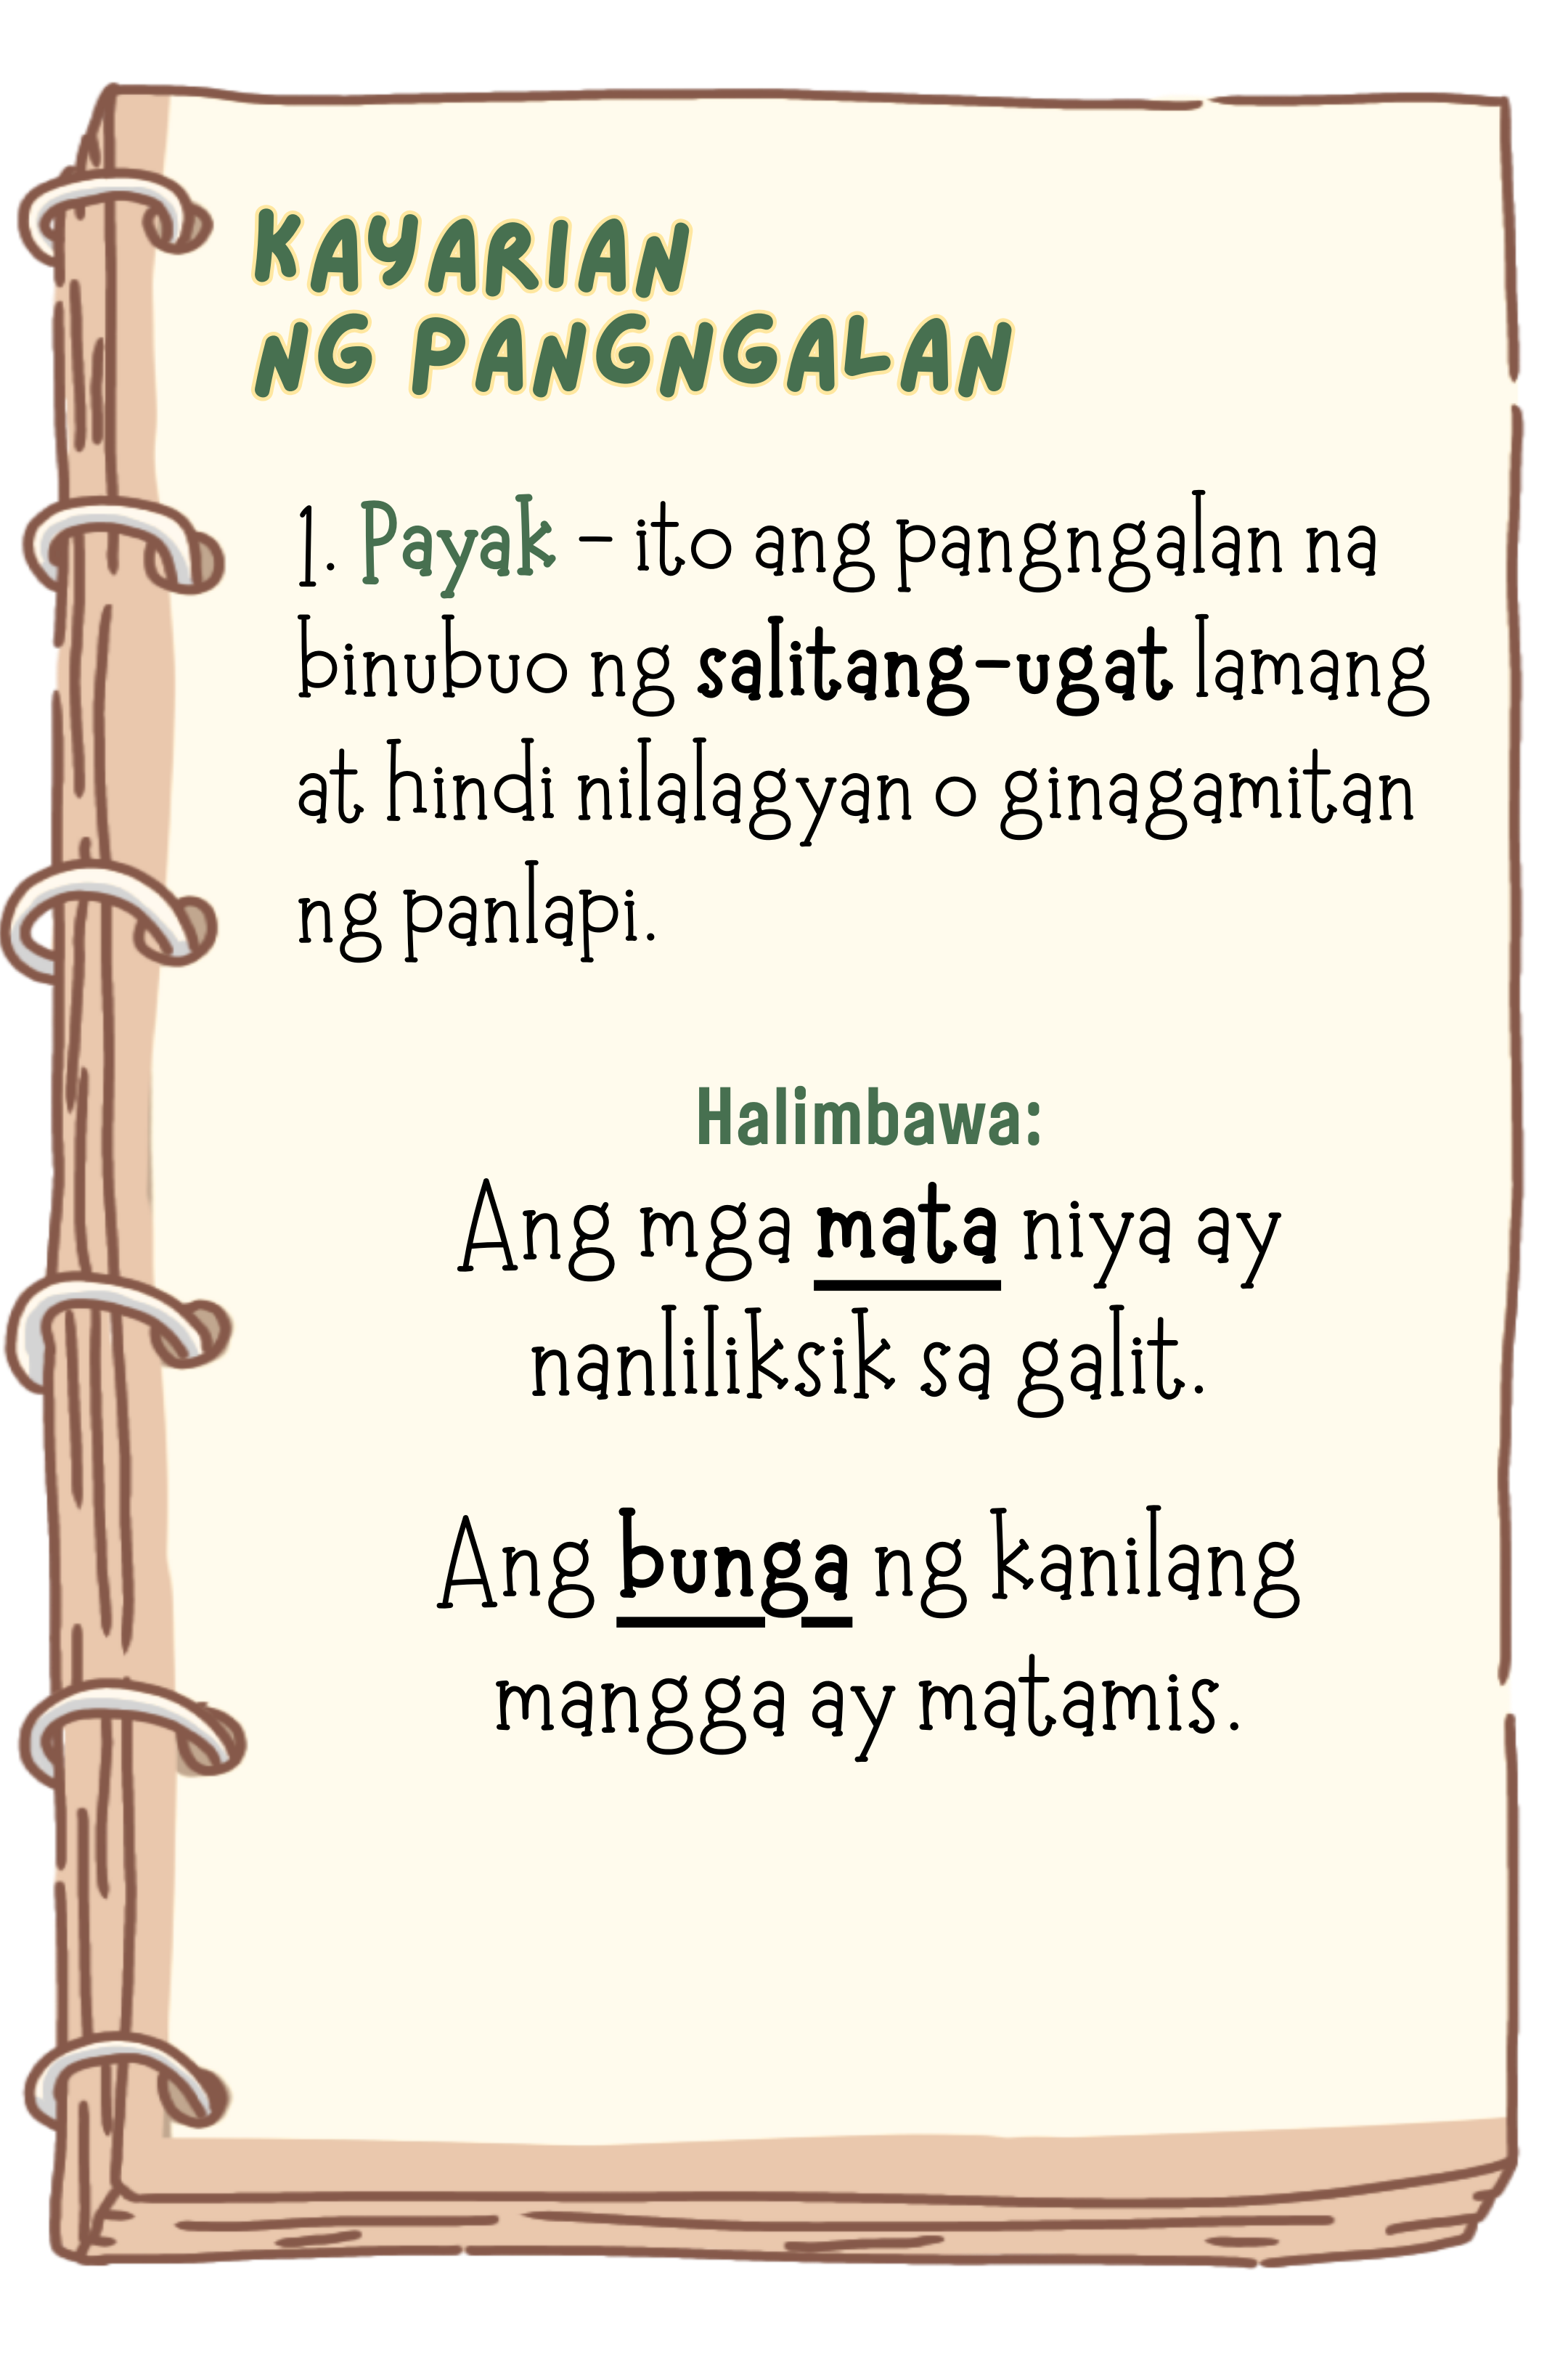 KAYARIAN
NG PANGNGALAN
1. Payak - ito ang pangngalan na
binubuo ng salitang-ugat lamang
at hindi nilalagyan o ginagamitan
ng panlapi.
Halimbawa:
Ang mga mata niya ay
nanliliksik sa galit.
Ang bunga ng kanilang
mangga ay matamis.